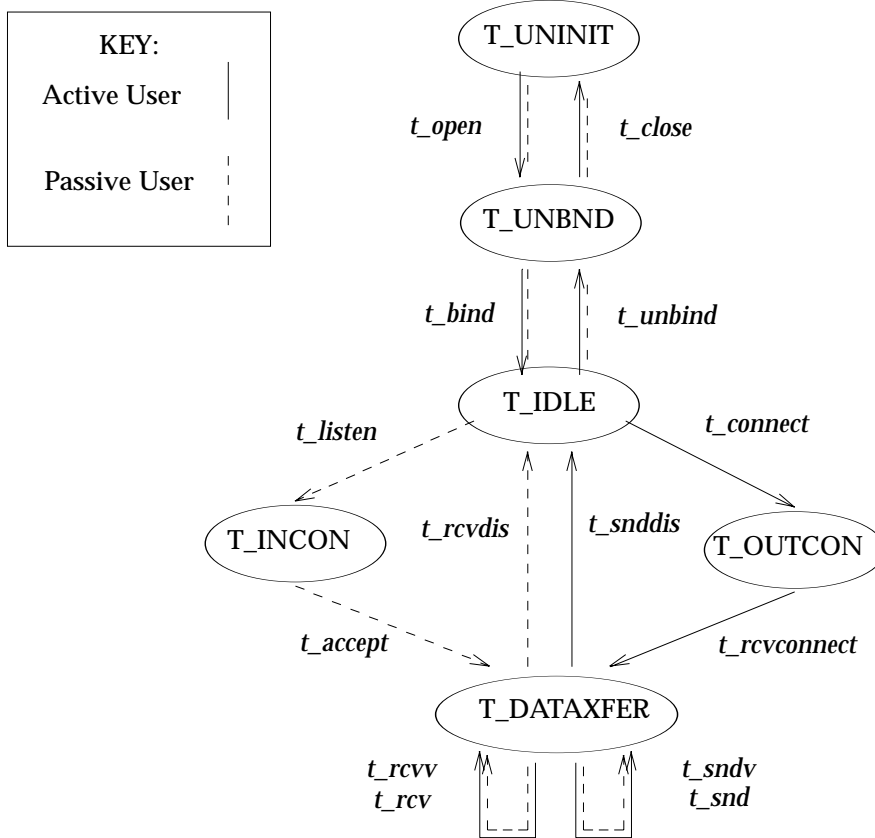 T_UNINIT
KEY:
Active User
Passive User
t_open
t_close
T_UNBND
t_bind
t_unbind
T_IDLE
t_listen
t_connect
T_INCON
t_rcvdis
t_snddis
T_OUTCON
t_accept
t_rcvconnect
T_DATAXFER
t_rcvv
t_rcv
t_sndv
t_snd